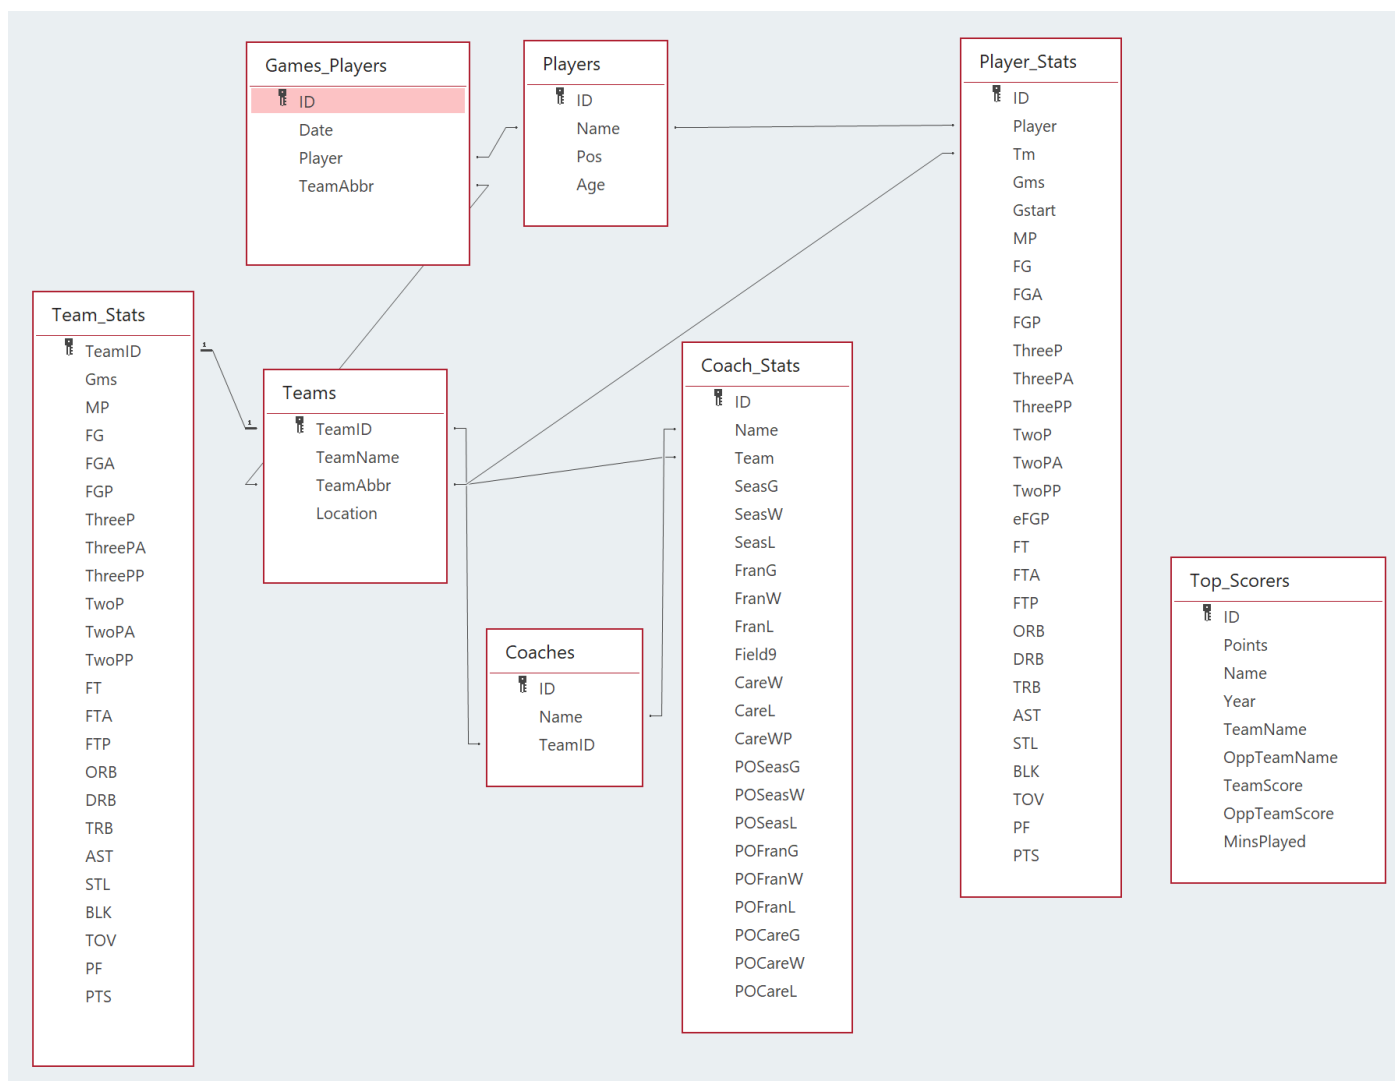 Games_Players
ID
Date
Player
TeamAbbr
Players
ID
Name
Pos
Age
Player_Stats
ID
Player
Tm
Gms
Gstart
MP
FG
FGA
FGP
ThreeP
ThreePA
ThreePP
TwoP
TwoPA
TwoPP
eFGP
FT
FTA
FTP
ORB
DRB
TRB
AST
STL
BLK
TOV
PF
PTS
Team_Stats
TeamID
Gms
MP
FG
FGA
FGP
ThreeP
ThreePA
ThreePP
TwoP
TwoPA
TwoPP
FT
FTA
FTP
ORB
DRB
TRB
AST
STL
BLK
TOV
PF
PTS
1
1
Teams
TeamID
TeamName
TeamAbbr
Location
Coach_Stats
ID
Name
Team
SeasG
SeasW
SeasL
FranG
FranW
FranL
Field9
CareW
CareL
CareWP
POSeasG
POSeasW
POSeasL
POFranG
POFranW
POFranL
POCareG
POCareW
POCareL
Coaches
ID
Name
TeamID
Top_Scorers
ID
Points
Name
Year
TeamName
OppTeamName
TeamScore
OppTeamScore
MinsPlayed